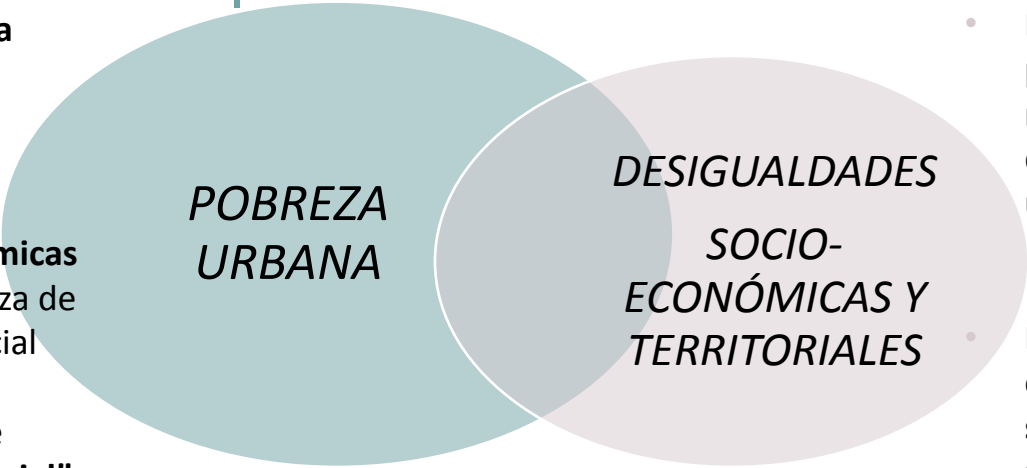 a
POBREZA
URBANA
DESIGUALDADES
SOCIO-
ECONÓMICAS Y
TERRITORIALES
micas
za de
cial